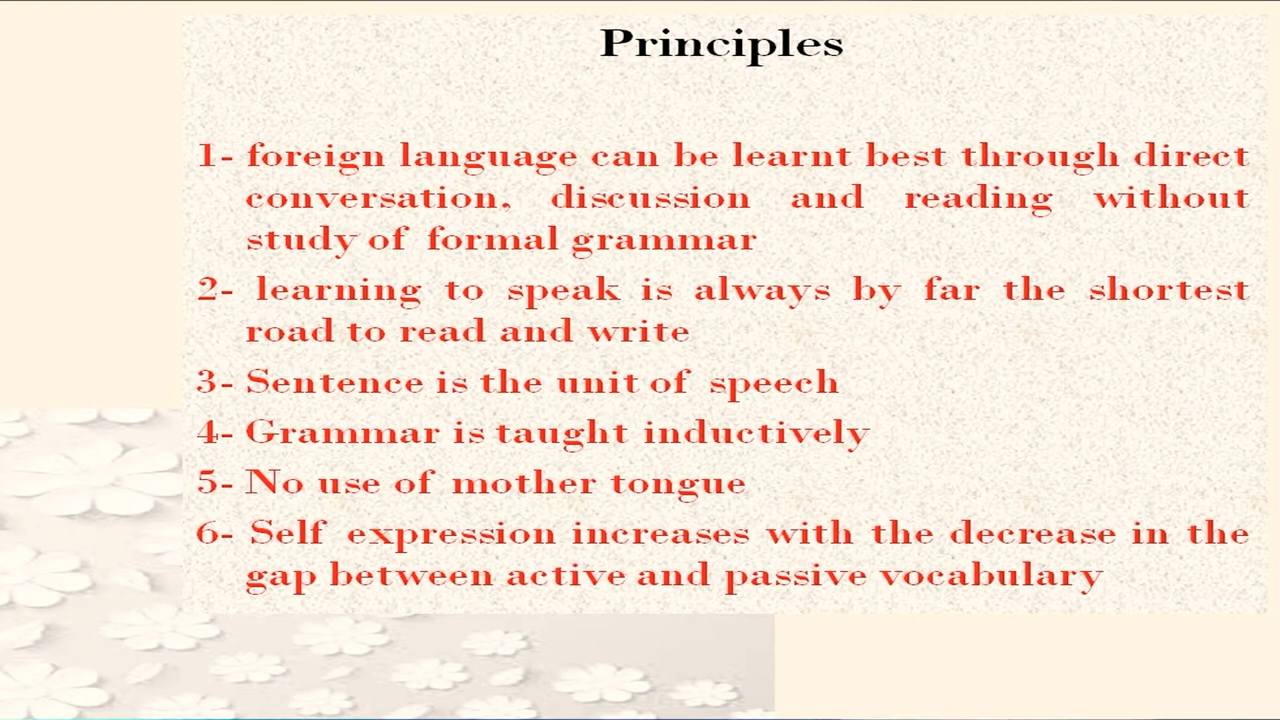 Principles
1- foreign language can be learnt best through direct
conversation, discussion and reading without
study of formal grammar
2- learning to speak is always by far the shortest
road to read and write
3- Sentence is the unit of speech
4- Grammar is taught inductively
5- No use of mother tongue
6- Self expression increases with the decrease in the
gap between active and passive vocabulary